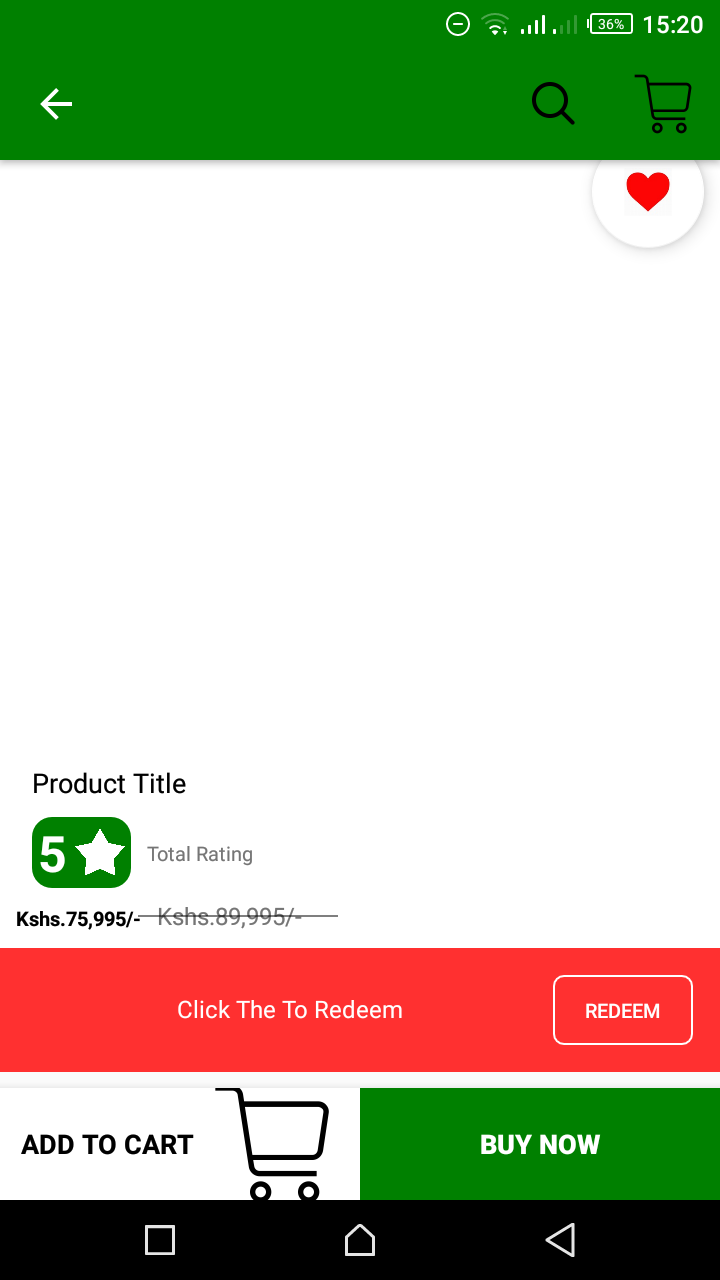 36% 15:20
Product Title
5 Total Rating
Kshs.75,995/- Kshs.89,995/-
Click The To Redeem REDEEM
ADD TO CART BUY NOW